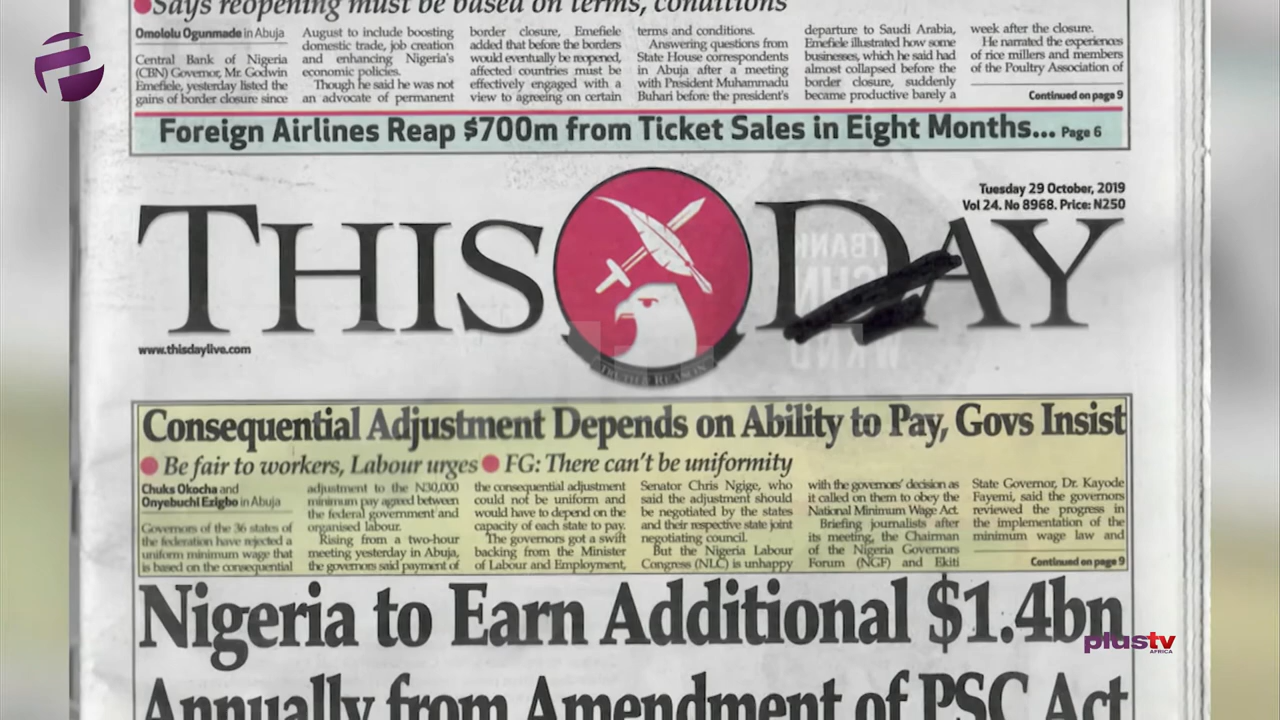 Says reopening must be based on terms, conditions
Omololu Ogunmade in Abuja
Central Bank of Nigeria
(CBN) Governor, Mr. Godwin
Emefiele, yesterday listed the
gains of border closure since
August to include boosting
domestic trade, job creation
and enhancing Nigeria's
economic policies.
Though he said he was not
an advocate of permanent
border closure, Emefiele
added that before the borders
would eventually be reopened,
affected countries must be
effectively engaged with a
view to agreeing on certain
terms and conditions.
Answering questions from
State House correspondents
in Abuja after a meeting
with President Muhammadu
Buhari before the president's
departure to Saudi Arabia,
Emefiele illustrated how some
businesses, which he said had
almost collapsed before the
border closure, suddenly
became productive barely a
week after the closure.
He narrated the experiences
of rice millers and members
of the Poultry Association of
Continued on page 9
Foreign Airlines Reap $700m from Ticket Sales in Eight Months... Page 6
Tuesday 29 October, 2019
Vol 24. No 8968. Price: N250
THISDAY
www.thisdaylive.com
TRUTH & REASON
Consequential Adjustment Depends on Ability to Pay, Govs Insist
Be fair to workers, Labour urges FG: There can't be uniformity
Chuks Okocha and
Onyebuchi Ezigbo in Abuja
Governors of the 36 states of
the federation have rejected a
uniform minimum wage that
is based on the consequential
adjustment to the N30,000
minimum pay agreed between
the federal government and
organised labour.
Rising from a two-hour
meeting yesterday in Abuja,
the governors said payment of
the consequential adjustment
could not be uniform and
would have to depend on the
capacity of each state to pay.
The governors got a swift
backing from the Minister
of Labour and Employment,
Senator Chris Ngige, who
said the adjustment should
be negotiated by the states
and their respective state joint
negotiating council.
But the Nigeria Labour
Congress (NLC) is unhappy
with the governors' decision as
it called on them to obey the
National Minimum Wage Act.
Briefing journalists after
its meeting, the Chairman
of the Nigeria Governors
Forum (NGF) and Ekiti
State Governor, Dr. Kayode
Fayemi, said the governors
reviewed the progress in
the implementation of the
minimum wage law and
Continued on page 9
Nigeria to Earn Additional $1.4bn
Annually from Amendment of PSC Act
plustv
AFRICA